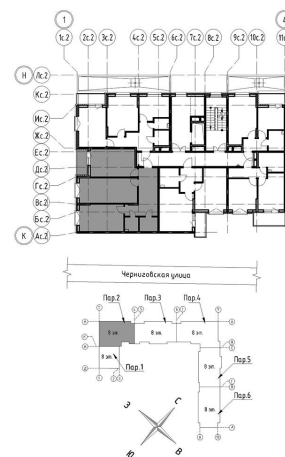 1
1с.2 2с.2 3с.2 4с.2 5с.2 6с.2 7с.2 8с.2 9с.2 10с.2
Н Лс.2
Кс.2
Ис.2
Жс.2
Ес.2
Дс.2
Гс.2
Вс.2
Бс.2
К Ас.2
Черниговская улица
Пар.2 Пар.3 Пар.4
8 эт. 8 эт. 8 эт.
8 эт. Пар.1
8 эт. Пар.5
8 эт. Пар.6
З С
Ю В